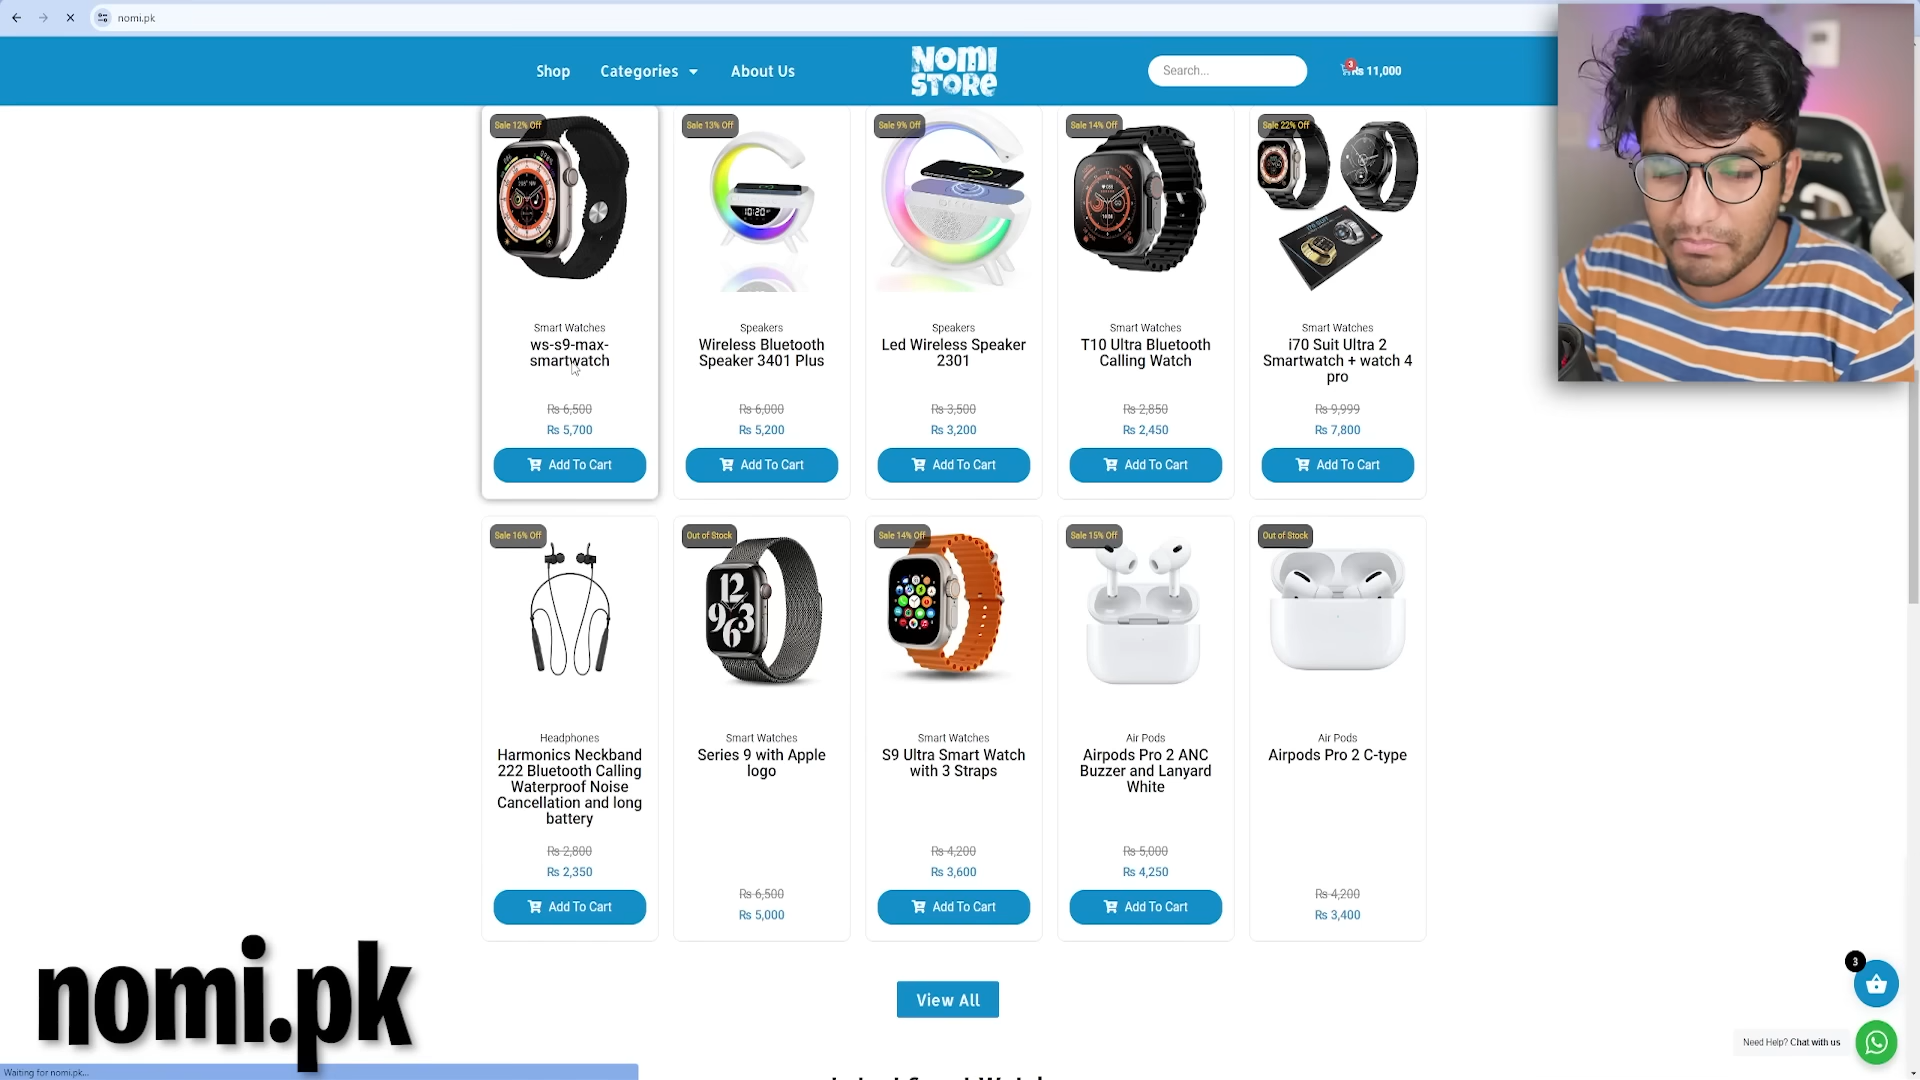 nomi.pk
Shop
Categories
About Us
NOMI
STORE
Search...
3
₨ 11,000
Sale 12% Off
Sale 13% Off
Sale 9% Off
Sale 14% Off
Sale 22% Off
Smart Watches
ws-s9-max-
smartwatch
₨ 6,500
₨ 5,700
Add To Cart
Speakers
Wireless Bluetooth
Speaker 3401 Plus
₨ 6,000
₨ 5,200
Add To Cart
Speakers
Led Wireless Speaker
2301
₨ 3,500
₨ 3,200
Add To Cart
Smart Watches
T10 Ultra Bluetooth
Calling Watch
₨ 2,850
₨ 2,450
Add To Cart
Smart Watches
i70 Suit Ultra 2
Smartwatch + watch 4
pro
₨ 9,999
₨ 7,800
Add To Cart
Sale 16% Off
Out of Stock
Sale 14% Off
Sale 15% Off
Out of Stock
Headphones
Harmonics Neckband
222 Bluetooth Calling
Waterproof Noise
Cancellation and long
battery
₨ 2,800
₨ 2,350
Add To Cart
Smart Watches
Series 9 with Apple
logo
₨ 6,500
₨ 5,000
Smart Watches
S9 Ultra Smart Watch
with 3 Straps
₨ 4,200
₨ 3,600
Add To Cart
Air Pods
Airpods Pro 2 ANC
Buzzer and Lanyard
White
₨ 5,000
₨ 4,250
Add To Cart
Air Pods
Airpods Pro 2 C-type
₨ 4,200
₨ 3,400
View All
3
Need Help? Chat with us
nomi.pk
Waiting for nomi.pk...